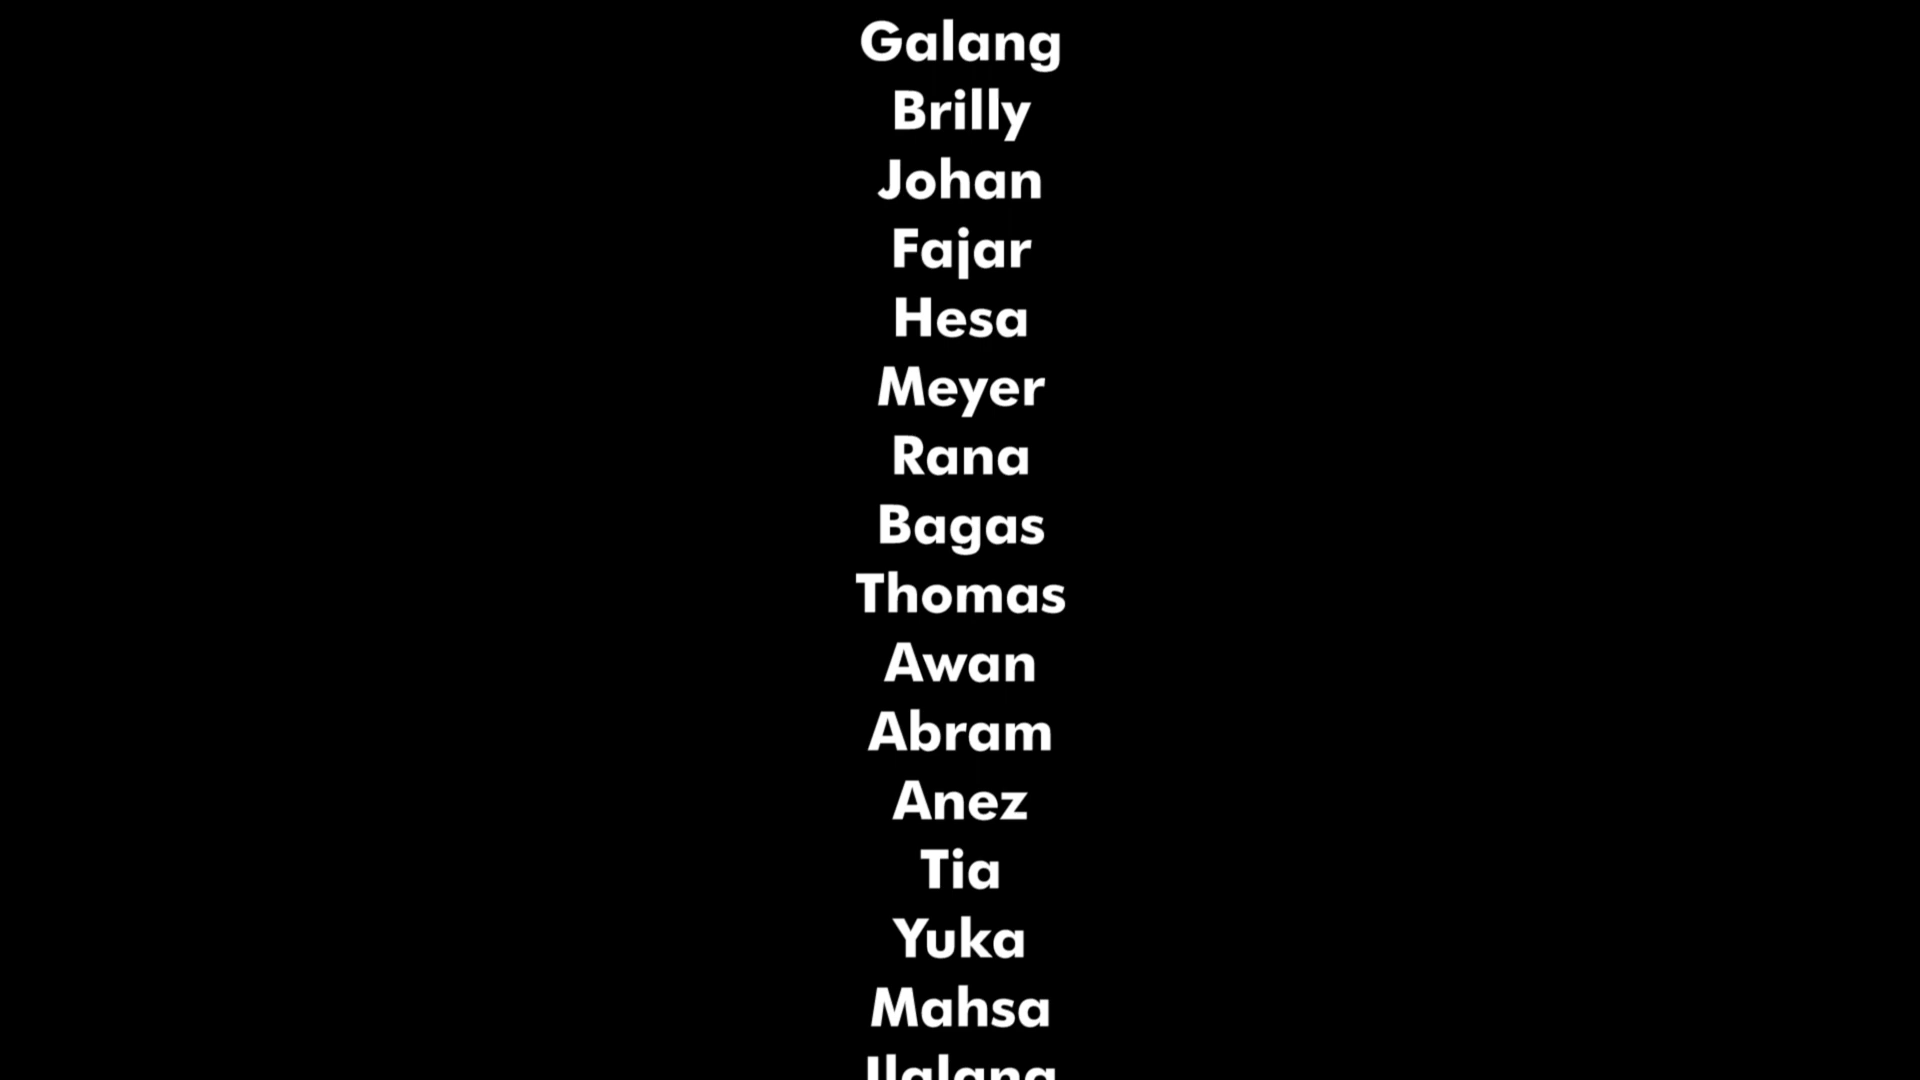 Galang
Brilly
Johan
Fajar
Hesa
Meyer
Rana
Bagas
Thomas
Awan
Abram
Anez
Tia
Yuka
Mahsa